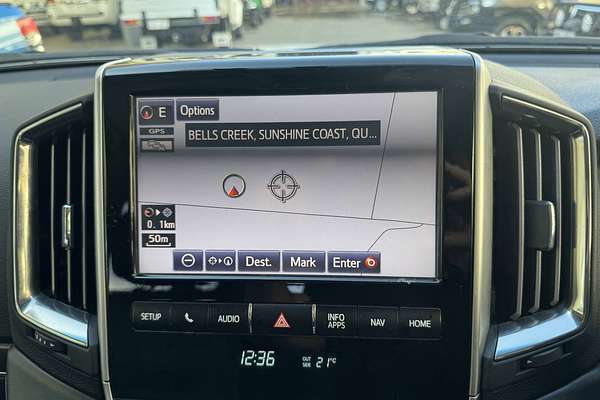 E
Options
GPS
BELLS CREEK, SUNSHINE COAST, QU...
0.1km
50m
Dest.
Mark
Enter
SETUP
AUDIO
INFO
APPS
NAV
HOME
12:36
OUT
SIDE
21°C